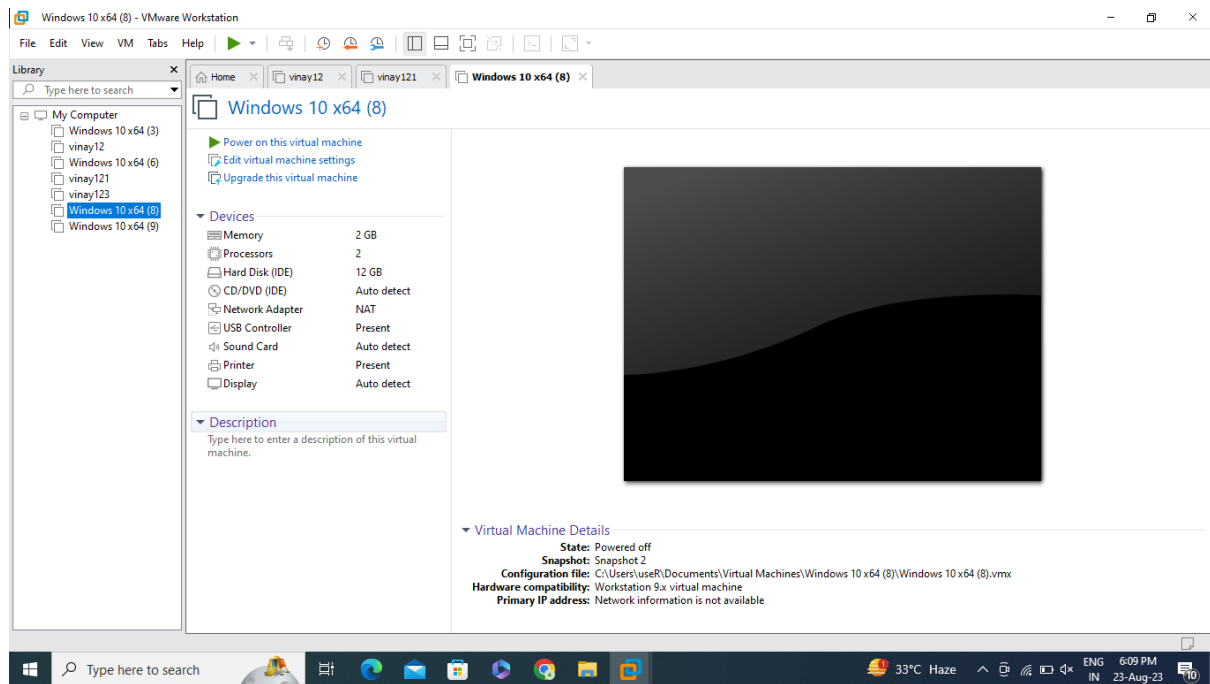 Windows 10 x64 (8) - VMware Workstation
File Edit View VM Tabs Help
Library
Type here to search
My Computer
Windows 10 x64 (3)
vinay12
Windows 10 x64 (6)
vinay121
vinay123
Windows 10 x64 (8)
Windows 10 x64 (9)
Home vinay12 vinay121 Windows 10 x64 (8)
Windows 10 x64 (8)
Power on this virtual machine
Edit virtual machine settings
Upgrade this virtual machine
Devices
Memory 2 GB
Processors 2
Hard Disk (IDE) 12 GB
CD/DVD (IDE) Auto detect
Network Adapter NAT
USB Controller Present
Sound Card Auto detect
Printer Present
Display Auto detect
Description
Type here to enter a description of this virtual
machine.
Virtual Machine Details
State: Powered off
Snapshot: Snapshot 2
Configuration file: C:\Users\useR\Documents\Virtual Machines\Windows 10 x64 (8)\Windows 10 x64 (8).vmx
Hardware compatibility: Workstation 9.x virtual machine
Primary IP address: Network information is not available
Type here to search
33°C Haze
ENG 6:09 PM
IN 23-Aug-23
10